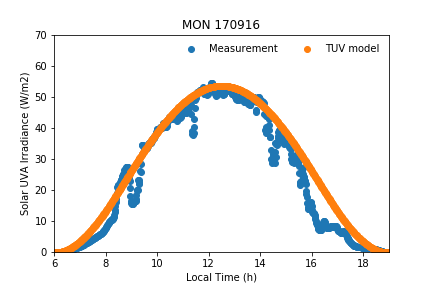 MON 170916
Measurement TUV model
Solar UVA Irradiance (W/m2)
70
60
50
40
30
20
10
0
6 8 10 12 14 16 18
Local Time (h)